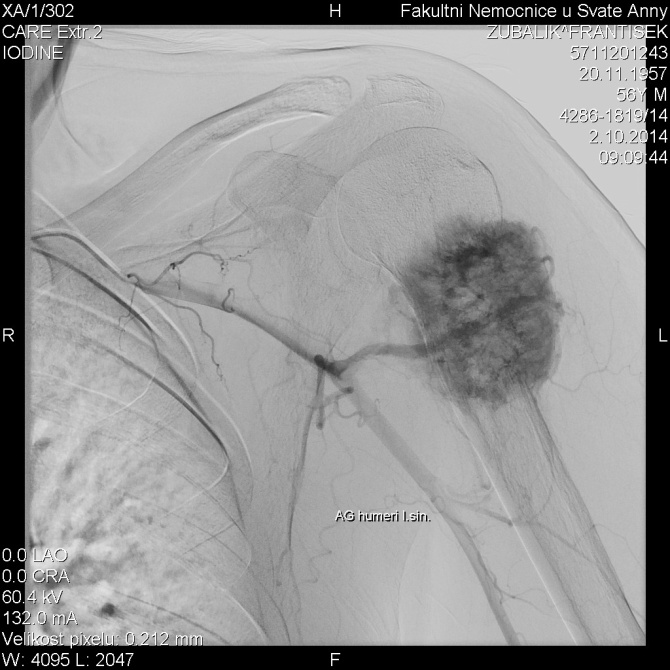 XA/1/302
H
Fakultni Nemocnice u Svate Anny
CARE Extr.2
ZUBALIK^FRANTISEK
IODINE
5711201243
20.11.1957
56Y M
4286-1819/14
2.10.2014
09:09:44
R
L
AG humeri l.sin.
0.0 LAO
0.0 CRA
60.4 kV
132.0 mA
Velikost pixelu: 0.212 mm
W: 4095 L: 2047
F